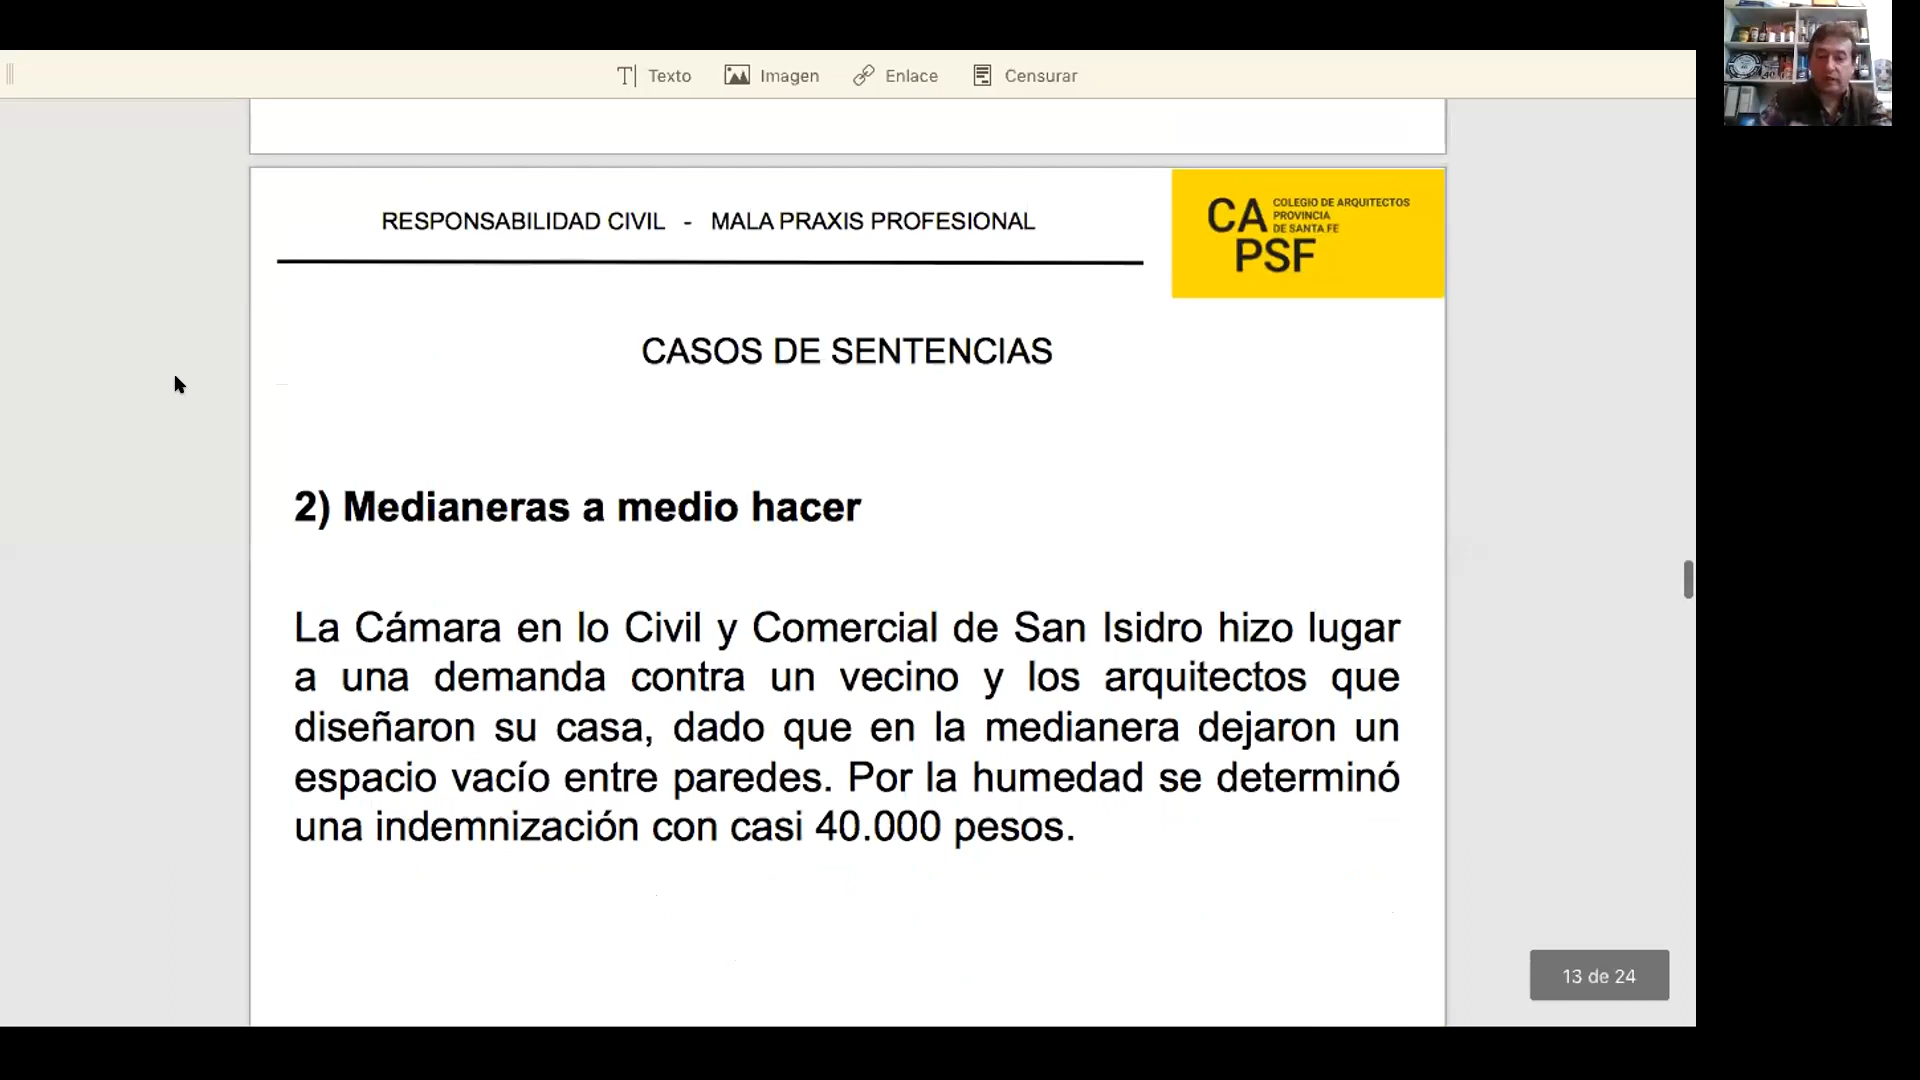 Texto Imagen Enlace Censurar
RESPONSABILIDAD CIVIL - MALA PRAXIS PROFESIONAL
CA
PSF
COLEGIO DE ARQUITECTOS
PROVINCIA
DE SANTA FE
CASOS DE SENTENCIAS
2) Medianeras a medio hacer
La Cámara en lo Civil y Comercial de San Isidro hizo lugar
a una demanda contra un vecino y los arquitectos que
diseñaron su casa, dado que en la medianera dejaron un
espacio vacío entre paredes. Por la humedad se determinó
una indemnización con casi 40.000 pesos.
13 de 24